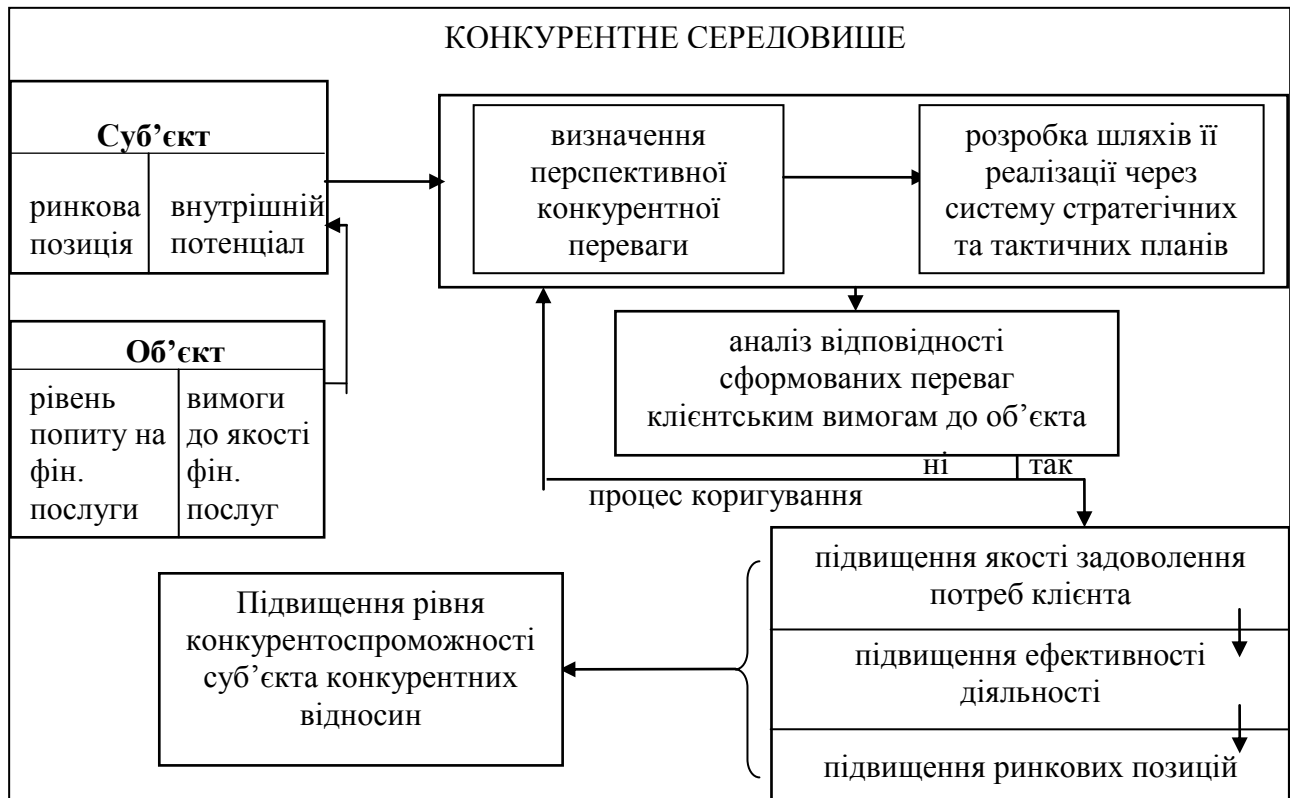 КОНКУРЕНТНЕ СЕРЕДОВИШЕ
Суб’єкт
ринкова
позиція
внутрішній
потенціал
визначення
перспективної
конкурентної
переваги
розробка шляхів її
реалізації через
систему стратегічних
та тактичних планів
Об’єкт
рівень
попиту на
фін.
послуги
вимоги
до якості
фін.
послуг
аналіз відповідності
сформованих переваг
клієнтським вимогам до об’єкта
ні
так
процес коригування
підвищення якості задоволення
потреб клієнта
підвищення ефективності
діяльності
підвищення ринкових позицій
Підвищення рівня
конкурентоспроможності
суб’єкта конкурентних
відносин